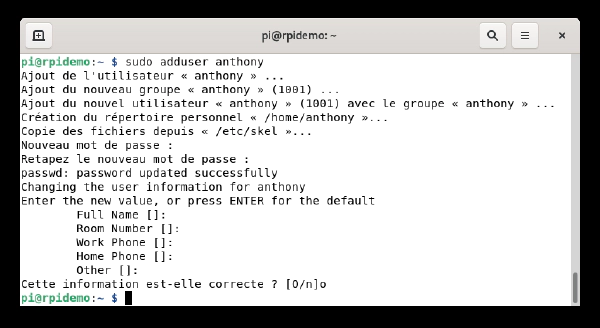 pi@rpidemo: ~
pi@rpidemo:~ $ sudo adduser anthony
Ajout de l'utilisateur « anthony » ...
Ajout du nouveau groupe « anthony » (1001) ...
Ajout du nouvel utilisateur « anthony » (1001) avec le groupe « anthony » ...
Création du répertoire personnel « /home/anthony »...
Copie des fichiers depuis « /etc/skel »...
Nouveau mot de passe :
Retapez le nouveau mot de passe :
passwd: password updated successfully
Changing the user information for anthony
Enter the new value, or press ENTER for the default
Full Name []:
Room Number []:
Work Phone []:
Home Phone []:
Other []:
Cette information est-elle correcte ? [O/n]o
pi@rpidemo:~ $